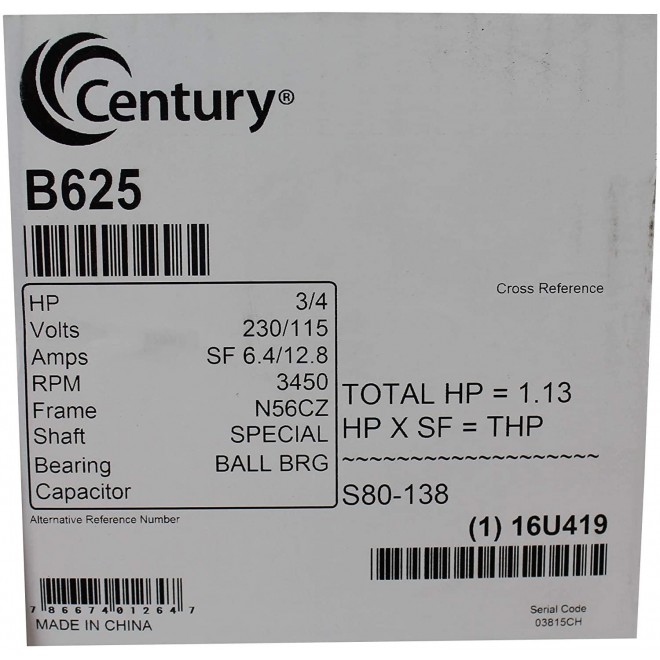 Century®
B625
Cross Reference
HP 3/4
Volts 230/115
Amps SF 6.4/12.8
RPM 3450
Frame N56CZ
Shaft SPECIAL
Bearing BALL BRG
Capacitor
TOTAL HP = 1.13
HP X SF = THP
~~~~~~~~~~~~~~~~~~~
S80-138
Alternative Reference Number
(1) 16U419
7 86674 01264 7
MADE IN CHINA
Serial Code
03815CH